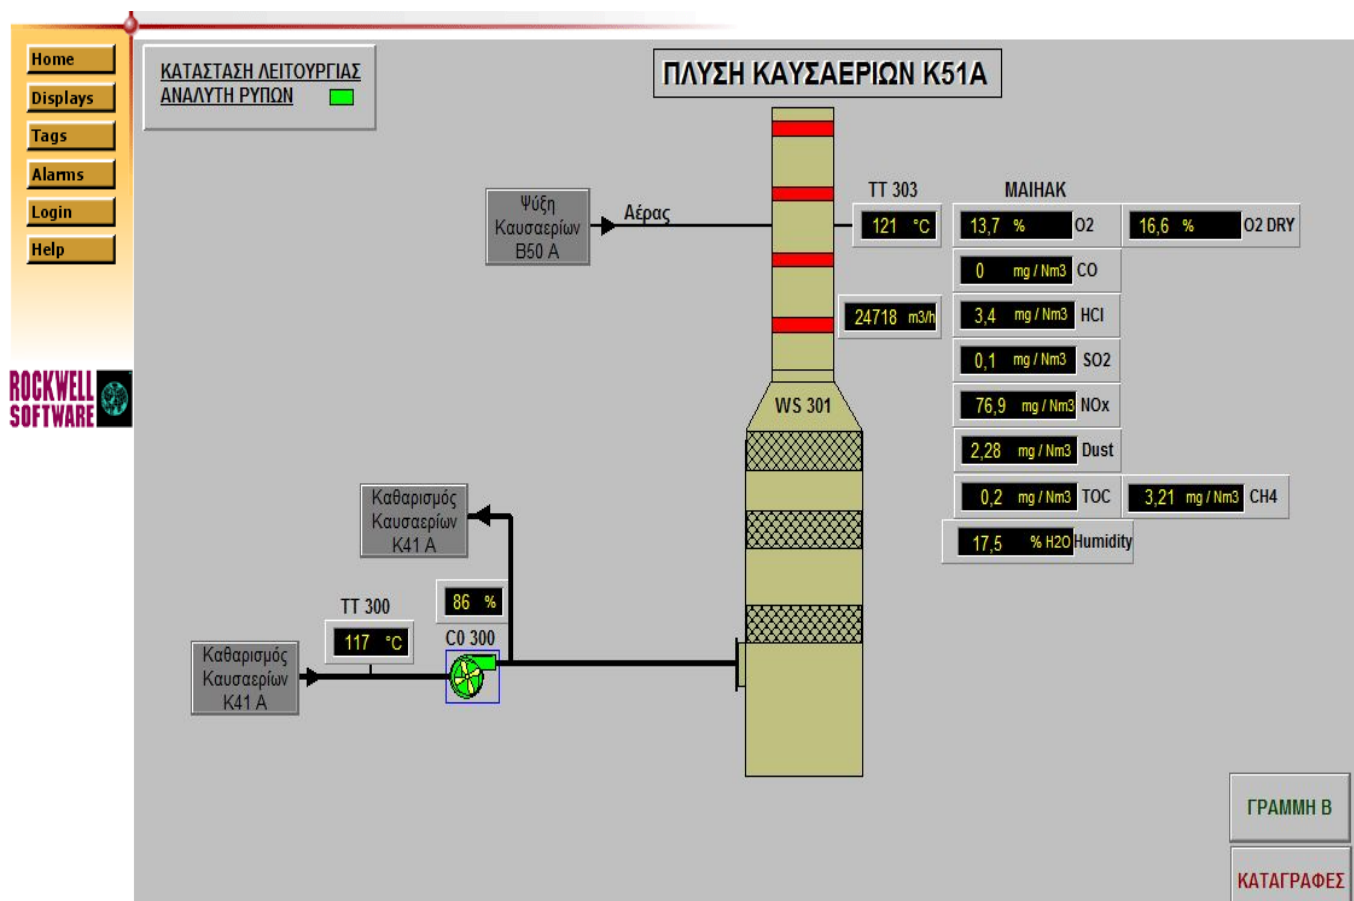 Home
Displays
Tags
Alarms
Login
Help
ROCKWELL
SOFTWARE
ΚΑΤΑΣΤΑΣΗ ΛΕΙΤΟΥΡΓΙΑΣ
ΑΝΑΛΥΤΗ ΡΥΠΩΝ
ΠΛΥΣΗ ΚΑΥΣΑΕΡΙΩΝ Κ51Α
Ψύξη
Καυσαερίων
Β50 Α
Αέρας
TT 303
121 °C
MAIHAK
13,7 % O2
16,6 % O2 DRY
0 mg / Nm3 CO
24718 m3/h
3,4 mg / Nm3 HCl
0,1 mg / Nm3 SO2
76,9 mg / Nm3 NOx
2,28 mg / Nm3 Dust
0,2 mg / Nm3 TOC
3,21 mg / Nm3 CH4
17,5 % H2O Humidity
WS 301
Καθαρισμός
Καυσαερίων
Κ41 Α
86 %
C0 300
TT 300
117 °C
Καθαρισμός
Καυσαερίων
Κ41 Α
ΓΡΑΜΜΗ Β
ΚΑΤΑΓΡΑΦΕΣ